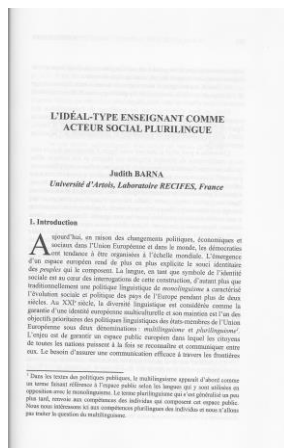 L'IDÉAL-TYPE ENSEIGNANT COMME
ACTEUR SOCIAL PLURILINGUE
Judith BARNA
Université d'Artois, Laboratoire RECIFES, France
1. Introduction
Aujourd'hui, en raison des changements politiques, économiques et
sociaux dans l'Union Européenne et dans le monde, les démocraties
ont tendance à être organisées à l'échelle mondiale. L'émergence
d'un espace européen rend de plus en plus explicite le souci identitaire
des peuples qui le composent. La langue, en tant que symbole de l'identité
sociale est au cœur des interrogations de cette construction, d'autant plus que
traditionnellement une politique linguistique de monolinguisme a caractérisé
l'évolution sociale et politique des pays de l'Europe pendant plus de deux
siècles. Au XXIe siècle, la diversité linguistique est considérée comme la
garantie d'une identité européenne multiculturelle et son maintien est l'un des
objectifs prioritaires des politiques linguistiques des états-membres de l'Union
Européenne sous deux dénominations : multilinguisme et plurilinguisme¹.
L'enjeu est de garantir un espace public européen dans lequel les citoyens
de toutes les nations puissent à la fois se reconnaître et communiquer entre
eux. Le besoin d'assurer une communication efficace à travers les frontières
¹ Dans les textes des politiques publiques, le multilinguisme apparaît d'abord comme
un terme faisant référence à l'espace public selon les langues qui y sont utilisées en
opposition avec le monolinguisme. Le terme plurilinguisme qui s'est généralisé un peu
plus tard, renvoie aux compétences des individus qui composent cet espace public.
Nous nous intéressons ici aux compétences plurilingues des individus et nous n'allons
pas traiter la question du multilinguisme.